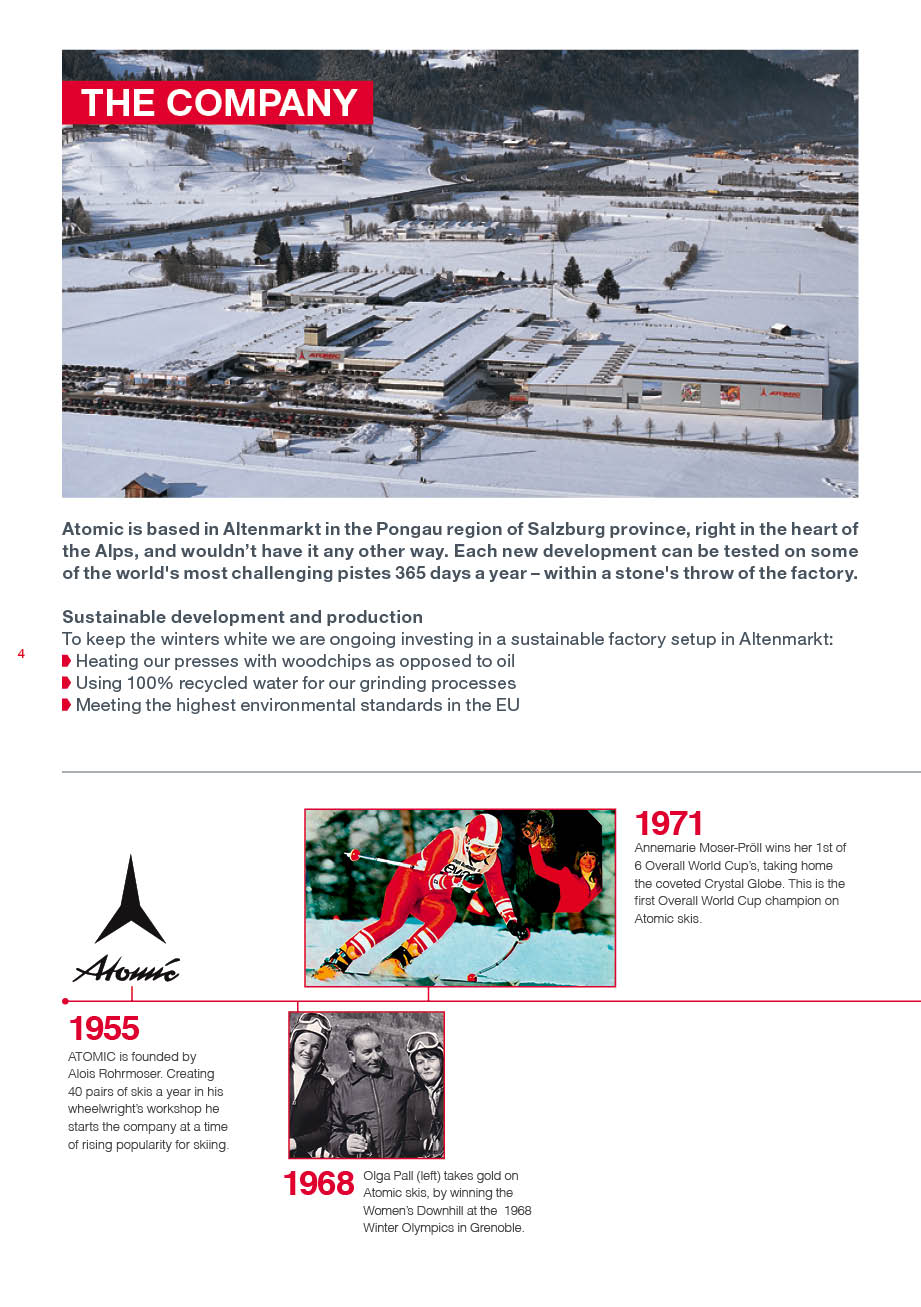 THE COMPANY
ATOMIC
ATOMIC
Atomic is based in Altenmarkt in the Pongau region of Salzburg province, right in the heart of
the Alps, and wouldn’t have it any other way. Each new development can be tested on some
of the world's most challenging pistes 365 days a year – within a stone's throw of the factory.
Sustainable development and production
To keep the winters white we are ongoing investing in a sustainable factory setup in Altenmarkt:
Heating our presses with woodchips as opposed to oil
Using 100% recycled water for our grinding processes
Meeting the highest environmental standards in the EU
4
1971
Annemarie Moser-Pröll wins her 1st of
6 Overall World Cup’s, taking home
the coveted Crystal Globe. This is the
first Overall World Cup champion on
Atomic skis.
Atomic
1955
ATOMIC is founded by
Alois Rohrmoser. Creating
40 pairs of skis a year in his
wheelwright’s workshop he
starts the company at a time
of rising popularity for skiing.
1968
Olga Pall (left) takes gold on
Atomic skis, by winning the
Women’s Downhill at the  1968
Winter Olympics in Grenoble.